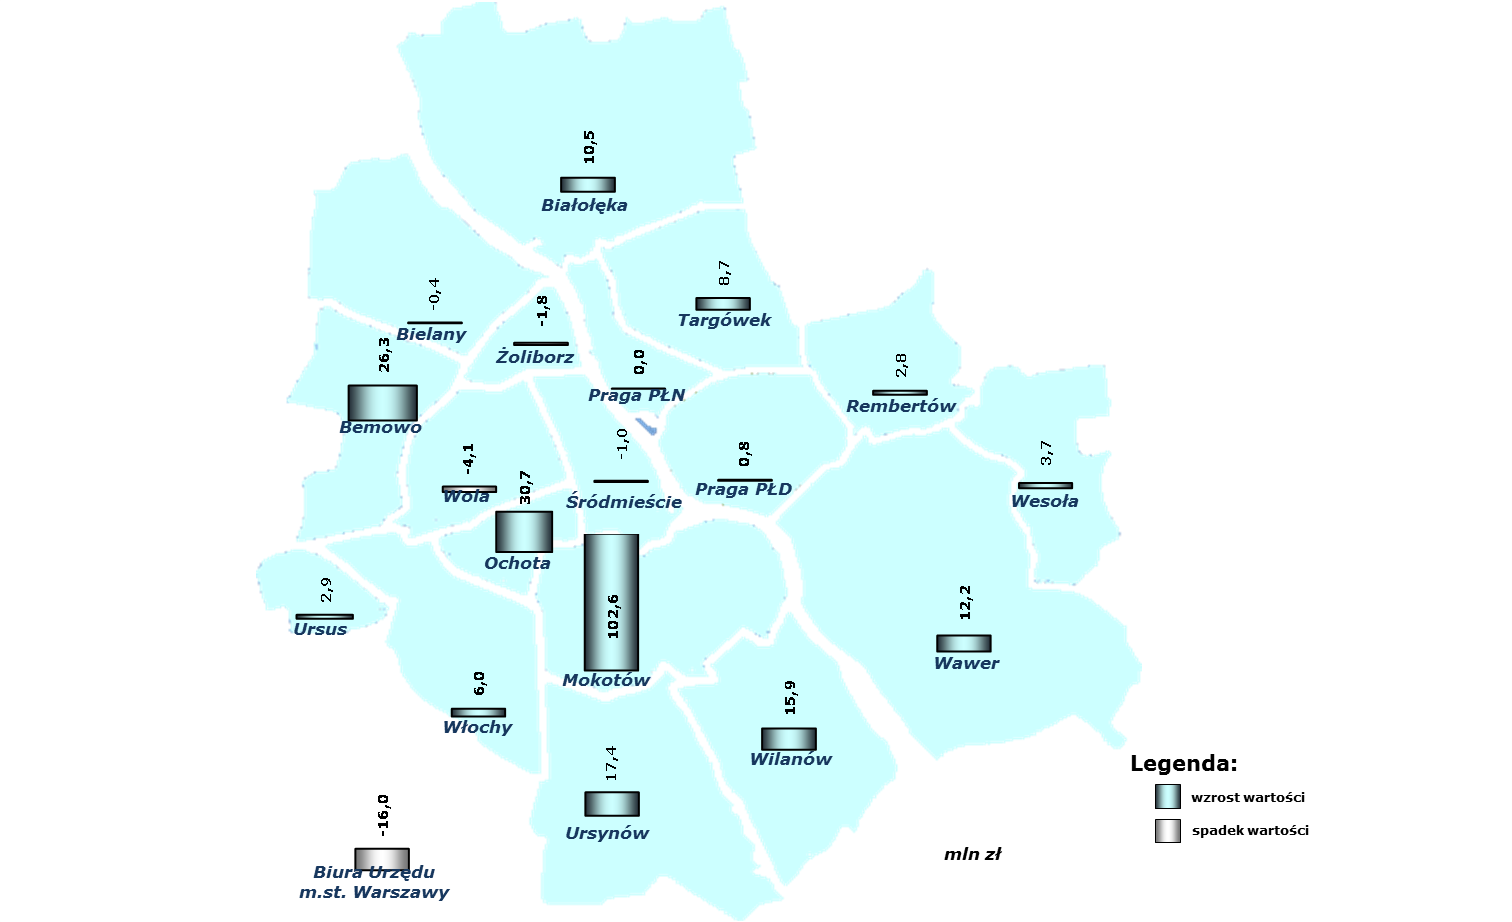 10,5
Białołęka
8,7
Targówek
-0,4
Bielany
-1,8
Żoliborz
26,3
Bemowo
0,0
Praga PŁN
2,8
Rembertów
-4,1
Wola
-1,0
Śródmieście
0,8
Praga PŁD
3,7
Wesoła
30,7
Ochota
2,9
Ursus
102,6
Mokotów
12,2
Wawer
6,0
Włochy
15,9
Wilanów
17,4
Ursynów
-16,0
Biura Urzędu
m.st. Warszawy
mln zł
Legenda:
wzrost wartości
spadek wartości